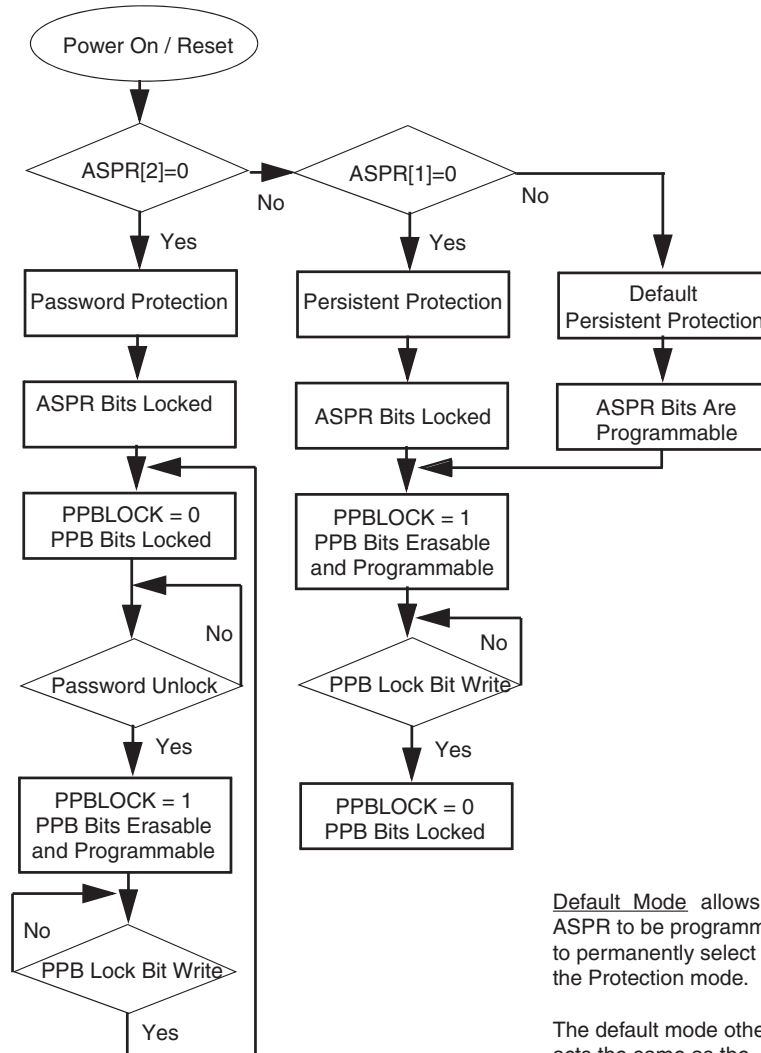 Power On / Reset
ASPR[2]=0
No
Yes
ASPR[1]=0
No
Yes
Password Protection
Persistent Protection
Default
Persistent Protection
ASPR Bits Locked
ASPR Bits Locked
ASPR Bits Are
Programmable
PPBLOCK = 0
PPB Bits Locked
PPBLOCK = 1
PPB Bits Erasable
and Programmable
No
Password Unlock
Yes
No
PPB Lock Bit Write
Yes
PPBLOCK = 1
PPB Bits Erasable
and Programmable
PPBLOCK = 0
PPB Bits Locked
No
PPB Lock Bit Write
Yes
Default Mode allows
ASPR to be programm
to permanently select
the Protection mode.
The default mode othe